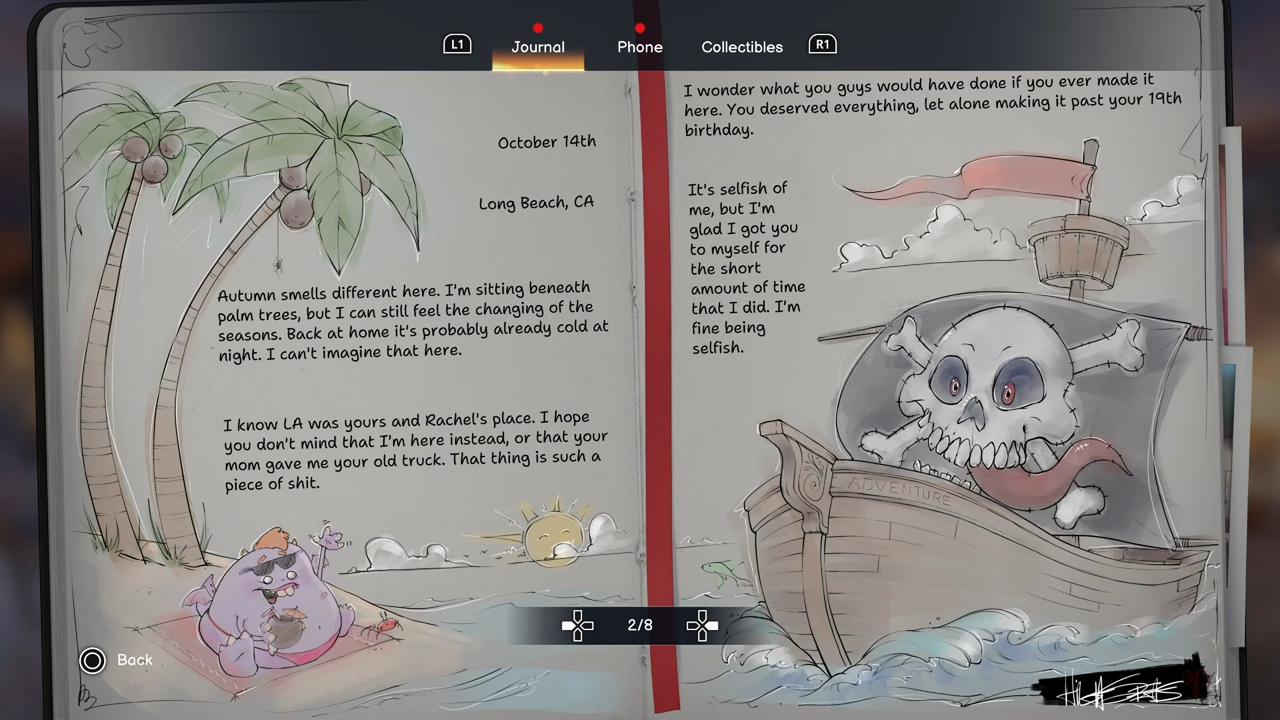 L1
Journal
Phone
Collectibles
R1
October 14th
Long Beach, CA
Autumn smells different here. I'm sitting beneath
palm trees, but I can still feel the changing of the
seasons. Back at home it's probably already cold at
night. I can't imagine that here.
I know LA was yours and Rachel's place. I hope
you don't mind that I'm here instead, or that your
mom gave me your old truck. That thing is such a
piece of shit.
I wonder what you guys would have done if you ever made it
here. You deserved everything, let alone making it past your 19th
birthday.
It's selfish of
me, but I'm
glad I got you
to myself for
the short
amount of time
that I did. I'm
fine being
selfish.
ADVENTURE
2/8
Back